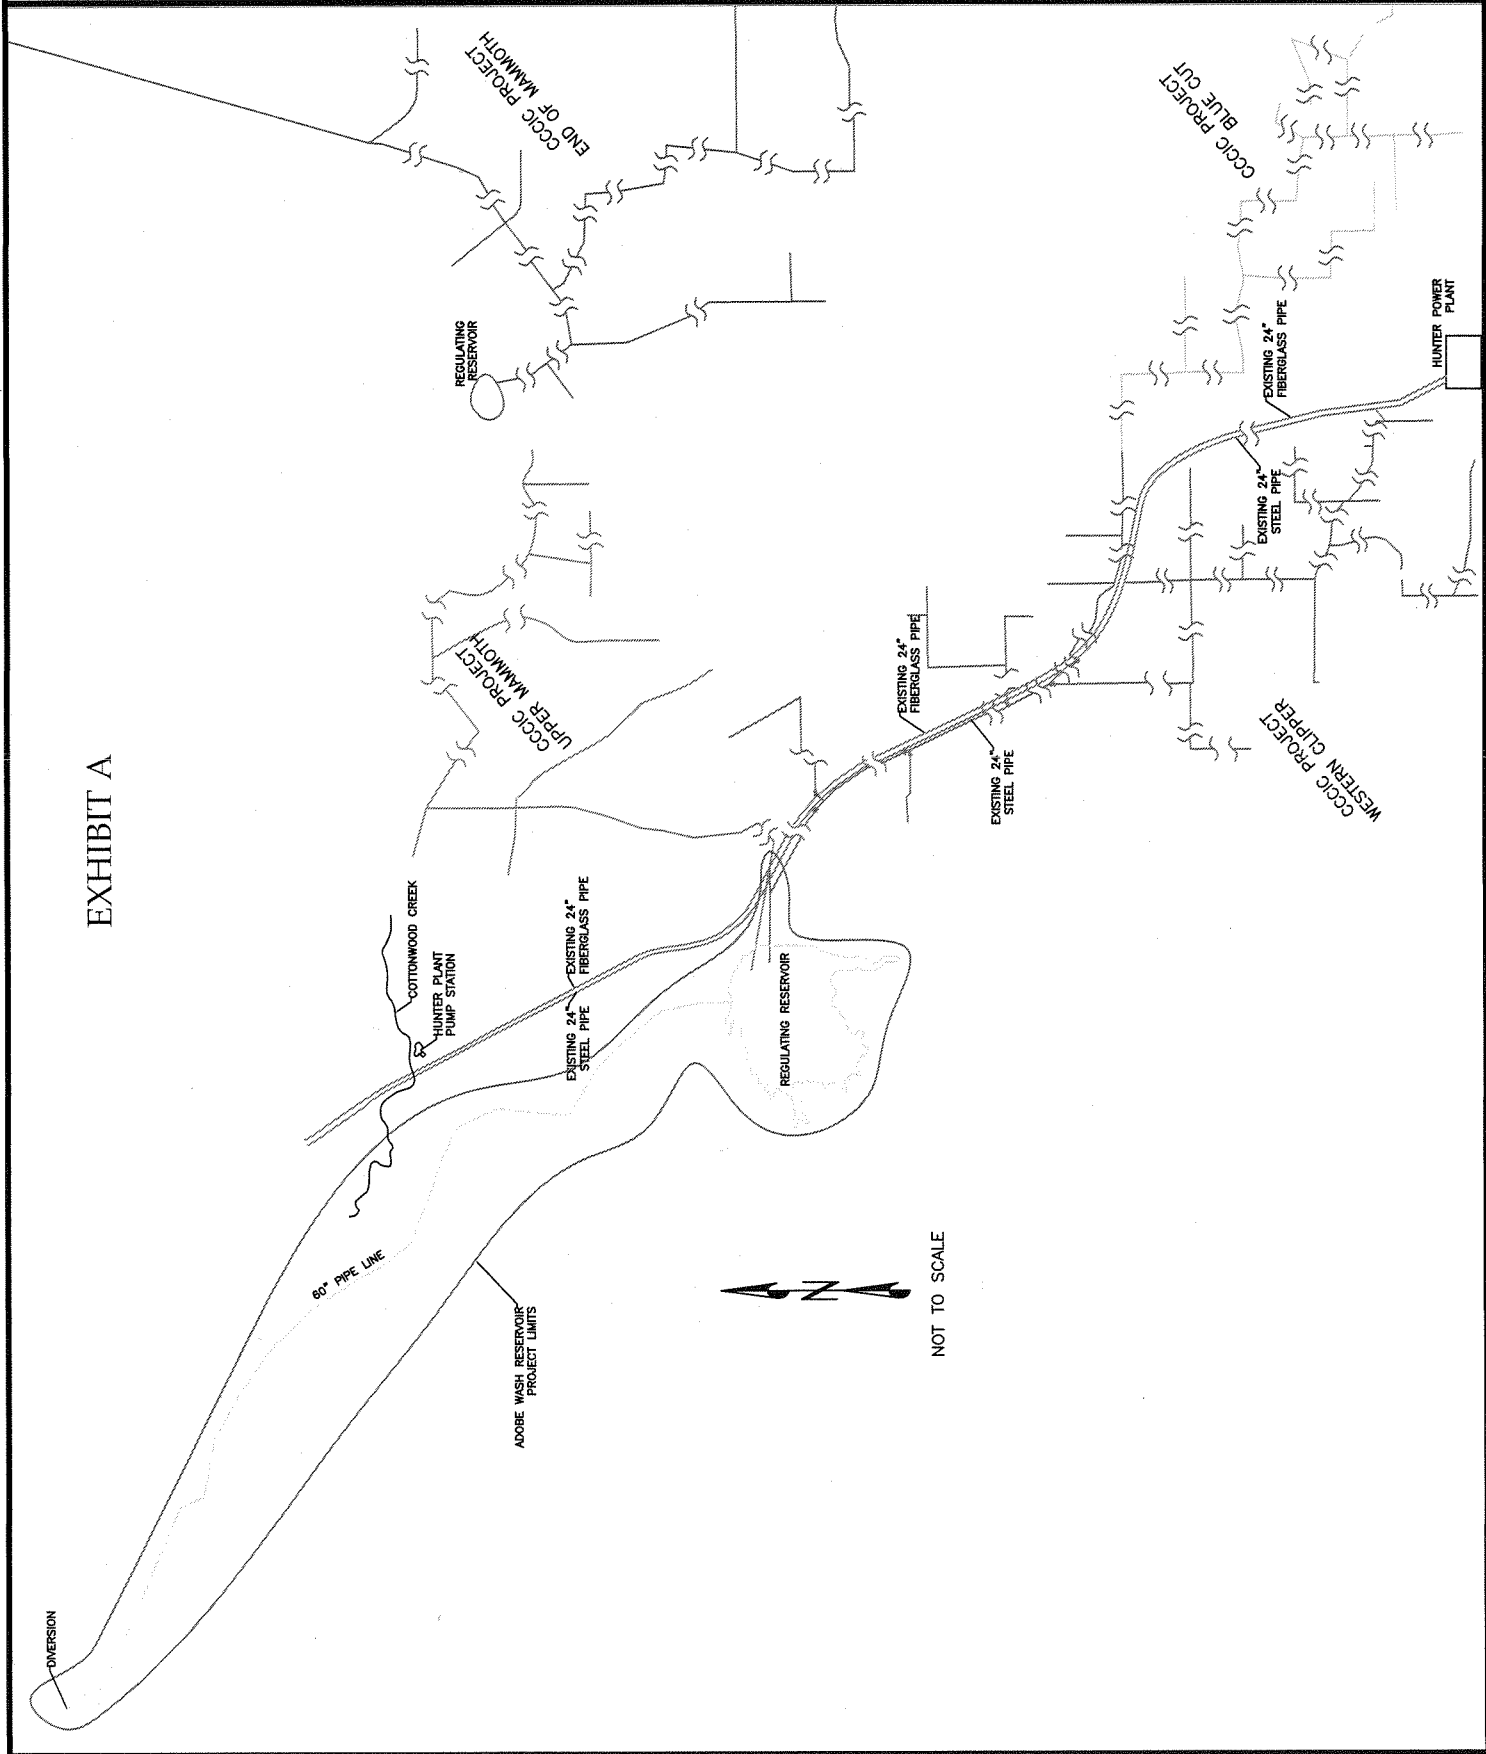 EXHIBIT A
DIVERSION
60" PIPE LINE
ADOBE WASH RESERVOIR
PROJECT LIMITS
COTTONWOOD CREEK
HUNTER PLANT
PUMP STATION
EXISTING 24"
STEEL PIPE
EXISTING 24"
FIBERGLASS PIPE
REGULATING RESERVOIR
N
NOT TO SCALE
CCCIC PROJECT
UPPER MAMMOTH
REGULATING
RESERVOIR
CCCIC PROJECT
END OF MAMMOTH
EXISTING 24"
FIBERGLASS PIPE
EXISTING 24"
STEEL PIPE
CCCIC PROJECT
WESTERN CLIPPER
EXISTING 24"
STEEL PIPE
EXISTING 24"
FIBERGLASS PIPE
CCCIC PROJECT
BLUE CUT
HUNTER POWER
PLANT